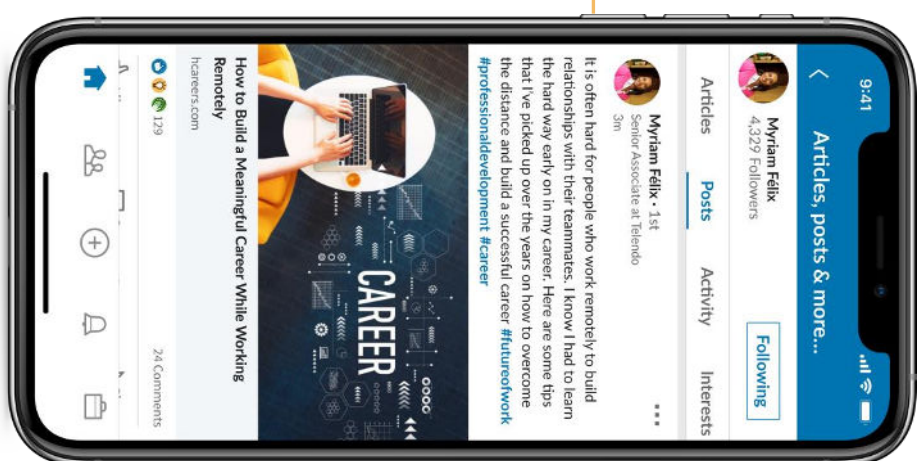 9:41
Articles, posts & more...
Myriam Félix
4,329 Followers
Following
Articles
Posts
Activity
Interests
Myriam Félix • 1st
Senior Associate at Telendo
3m
It is often hard for people who work remotely to build
relationships with their teammates. I know I had to learn
the hard way early on in my career. Here are some tips
that I've picked up over the years on how to overcome
the distance and build a successful career #futureofwork
#professionaldevelopment #career
CAREER
How to Build a Meaningful Career While Working
Remotely
hcareers.com
129
24 Comments